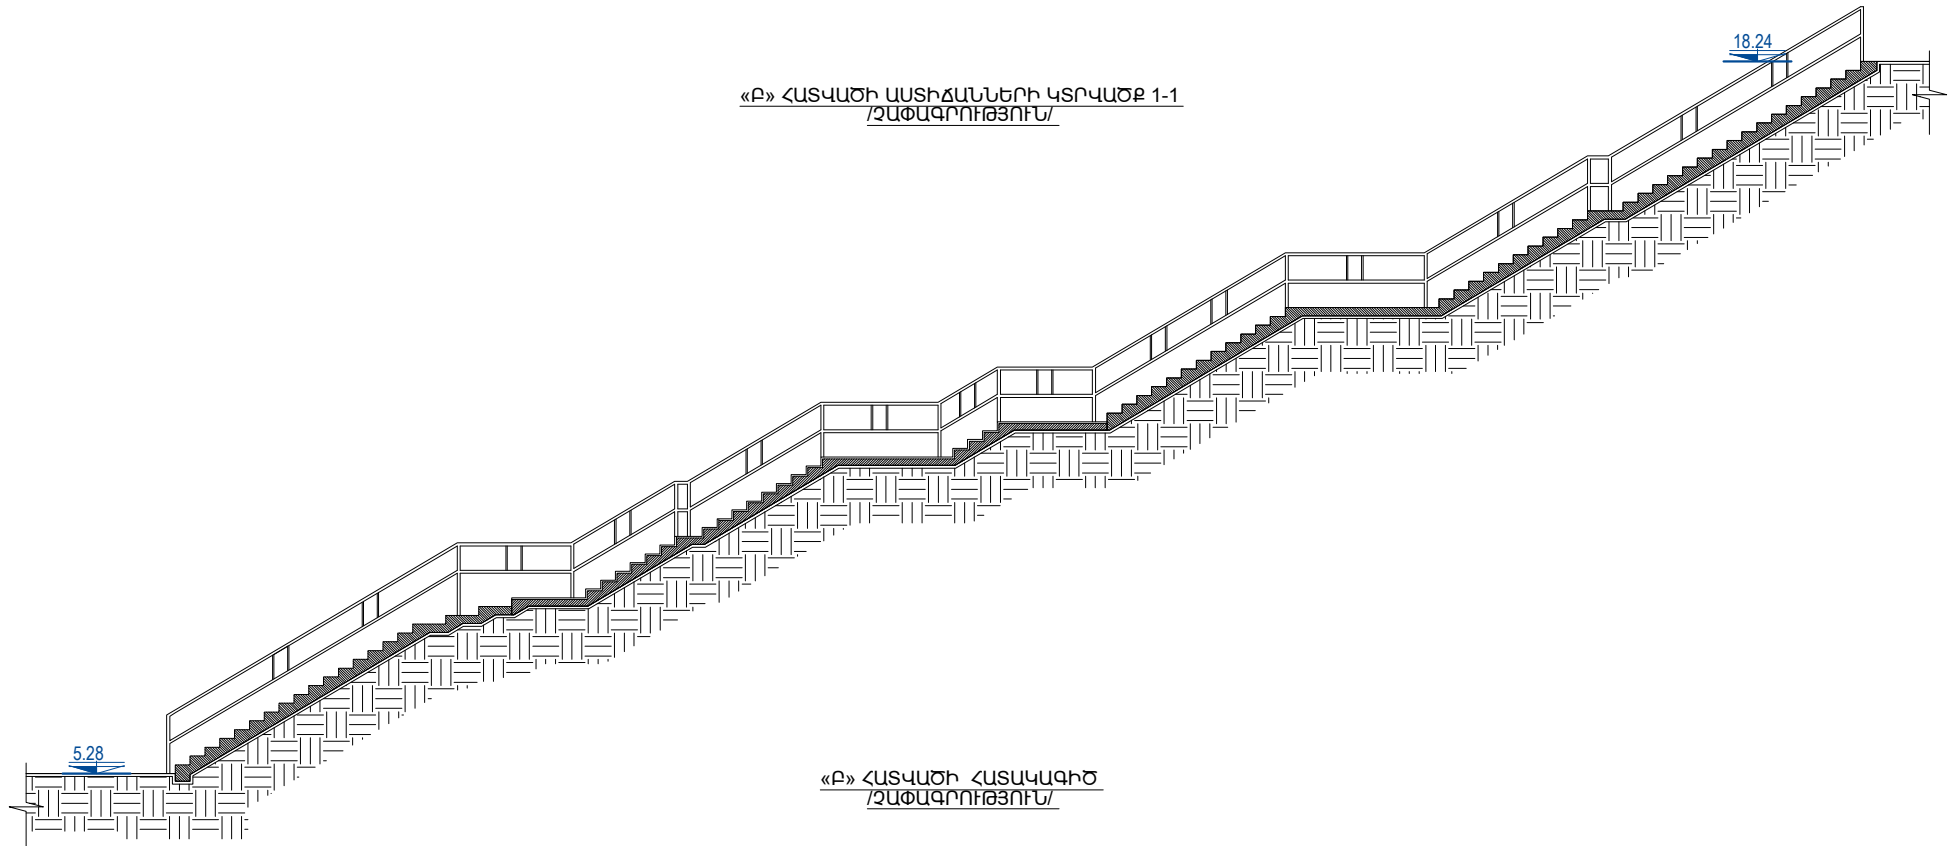 18.24
«Բ» ՀԱՏՎԱԾԻ ԱՍՏԻՃԱՆՆԵՐԻ ԿՏՐՎԱԾՔ 1-1
/ՉԱՓԱԳՐՈՒԹՅՈՒՆ/
5.28
«Բ» ՀԱՏՎԱԾԻ ՀԱՏԱԿԱԳԻԾ
/ՉԱՓԱԳՐՈՒԹՅՈՒՆ/